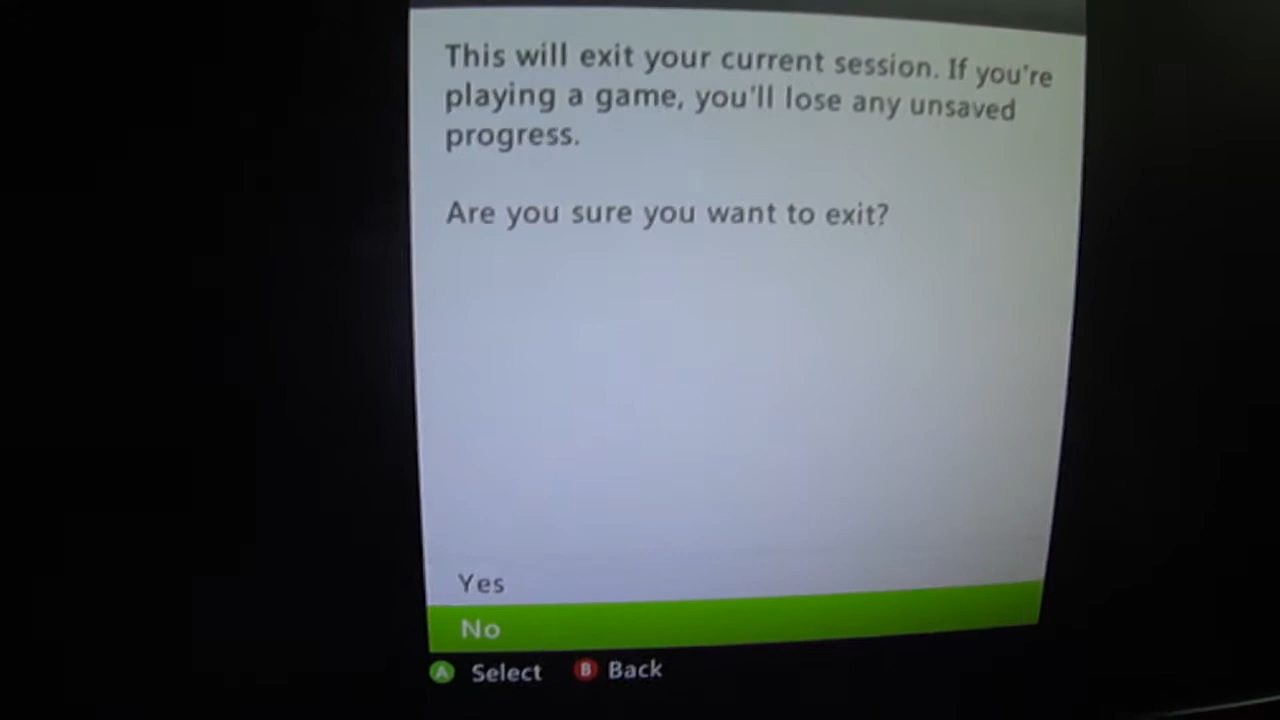 This will exit your current session. If you're
playing a game, you'll lose any unsaved
progress.
Are you sure you want to exit?
Yes
No
A Select B Back